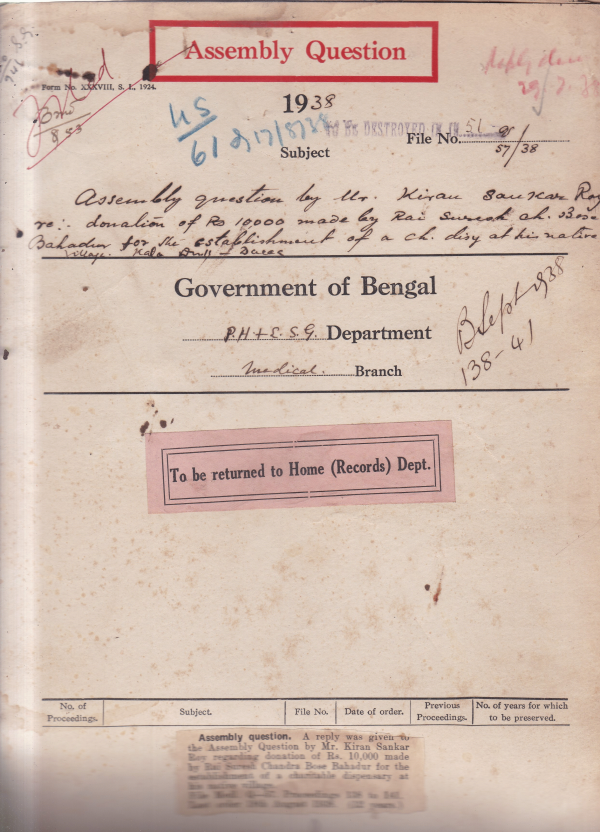 Assembly Question
Form No. XXXVIII, S. I., 1924.
1938
TO BE DESTROYED IN 51
File No.
57/38
Subject
Assembly question by Mr. Kiran Sankar Roy
re:- donation of Rs 10000 made by Rai Suresh ch. Bose
Bahadur for the establishment of a ch. disy at his native
village
Government of Bengal
P.H & L.S.G. Department
Medical Branch
B Sept 1938
138-41
To be returned to Home (Records) Dept.
No. of Proceedings.
Subject.
File No.
Date of order.
Previous Proceedings.
No. of years for which to be preserved.
Assembly question. A reply was given to
the Assembly Question by Mr. Kiran Sankar
Roy regarding donation of Rs. 10,000 made
by Rai Suresh Chandra Bose Bahadur for the
establishment of a charitable dispensary at
his native village.